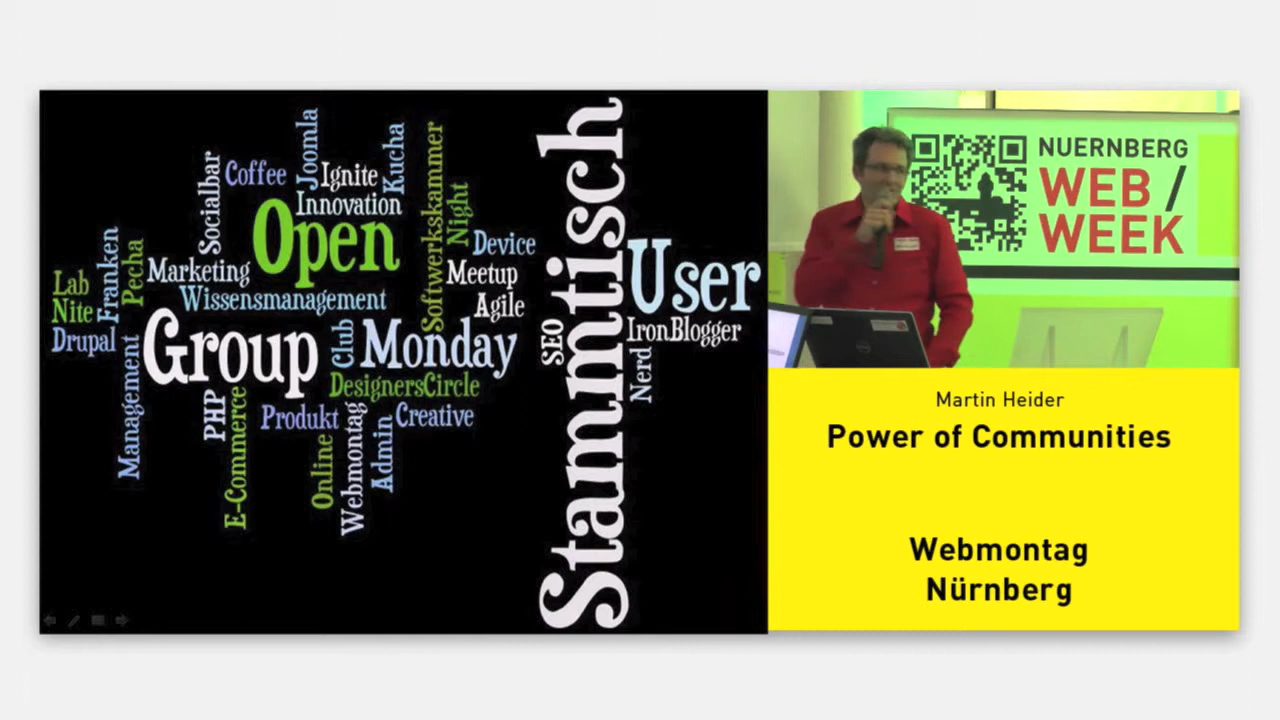 Joomla
Kucha
Softwerskammer
Socialbar
Coffee
Ignite
Innovation
Night
Open
Device
Franken
Pecha
Marketing
Meetup
Lab
Wissensmanagement
Agile
Nite
Drupal
Group
Club
Monday
SEO
Stammtisch
User
IronBlogger
Nerd
Management
DesignersCircle
PHP
E-Commerce
Produkt
Creative
Online
Webmontag
Admin
NUERNBERG
WEB /
WEEK
Martin Heider
Power of Communities
Webmontag
Nürnberg